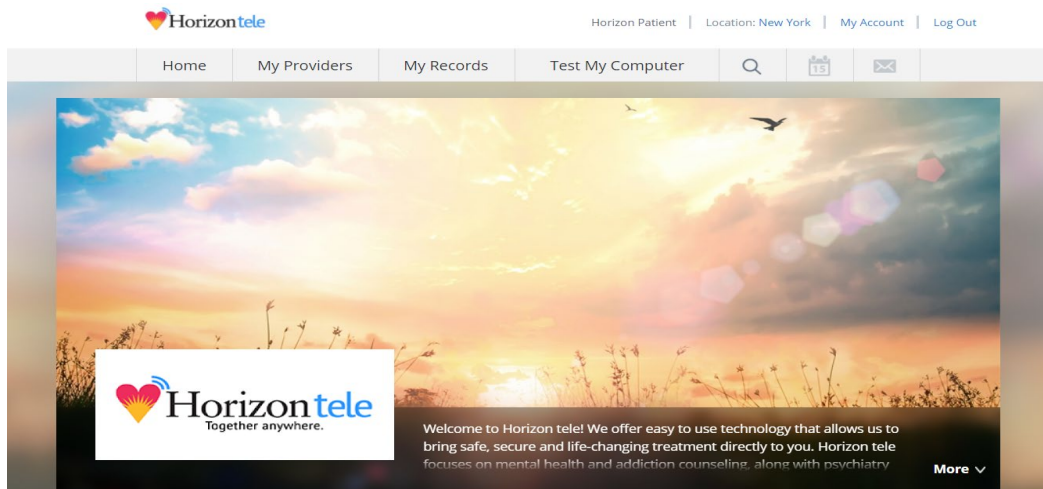 Horizon tele
Horizon Patient | Location: New York | My Account | Log Out
Home My Providers My Records Test My Computer 15
Horizon tele
Together anywhere.
Welcome to Horizon tele! We offer easy to use technology that allows us to
bring safe, secure and life-changing treatment directly to you. Horizon tele
focuses on mental health and addiction counseling, along with psychiatry
More